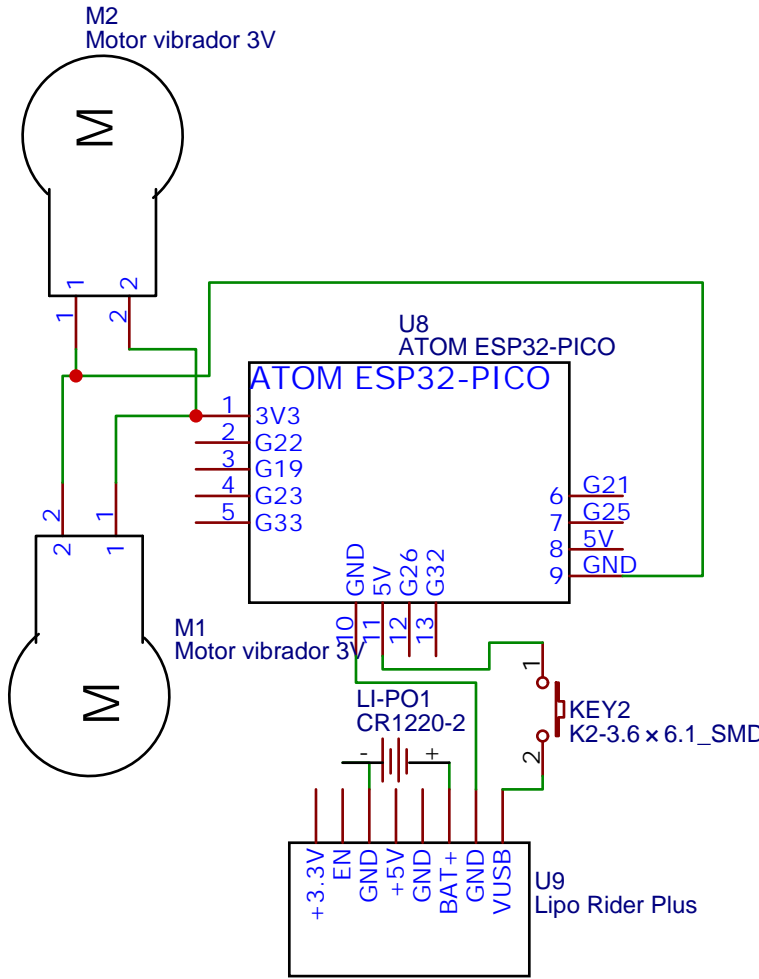 M2
Motor vibrador 3V
M
1
2
1
2
U8
ATOM ESP32-PICO
ATOM ESP32-PICO
1
3V3
2
G22
3
G19
4
G23
5
G33
6
G21
7
G25
8
5V
9
GND
GND
5V
G26
G32
10
11
12
13
2
1
2
1
M1
Motor vibrador 3V
M
LI-PO1
CR1220-2
-
+
1
2
KEY2
K2-3.6×6.1_SMD
+3.3V
EN
GND
+5V
GND
BAT+
GND
VUSB
U9
Lipo Rider Plus